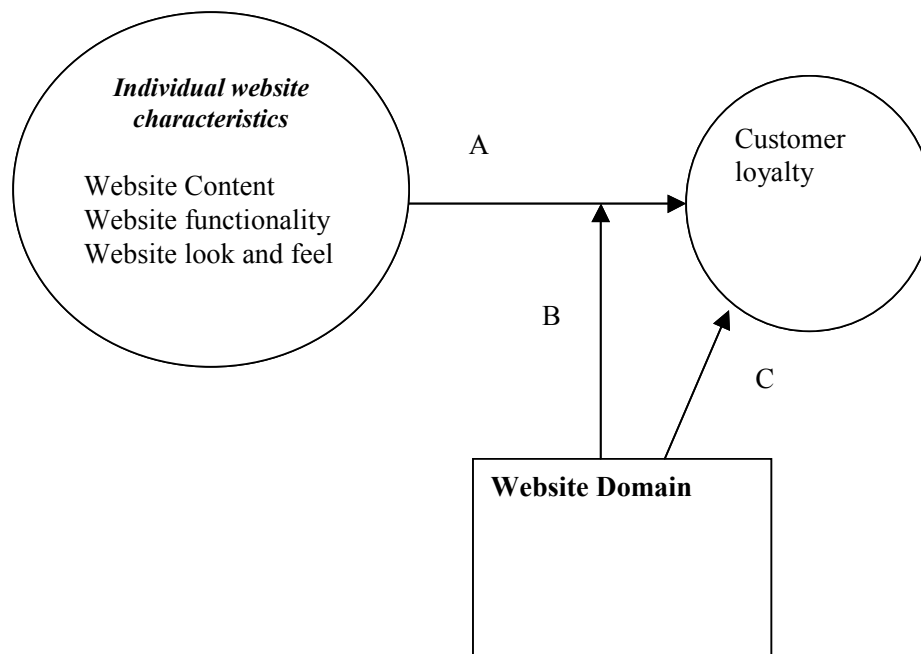 Individual website
characteristics
Website Content
Website functionality
Website look and feel
A
Customer
loyalty
B
C
Website Domain